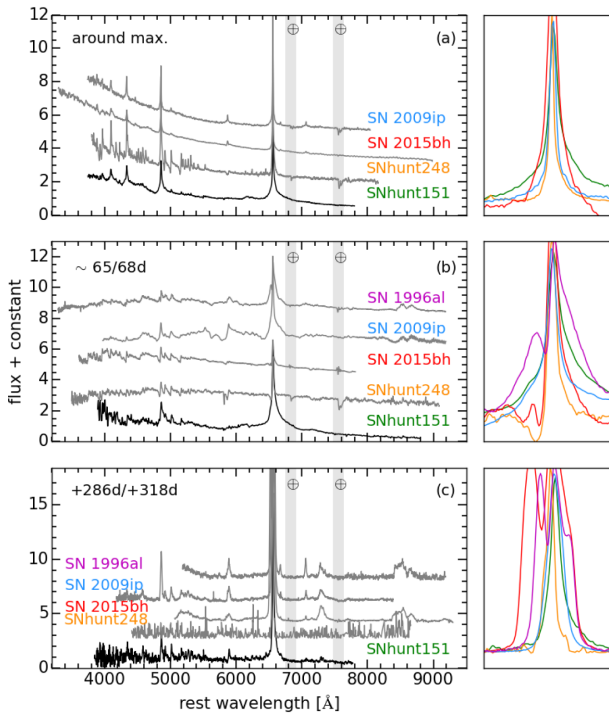 12
10
8
6
4
2
0
around max.
⊕
⊕
(a)
SN 2009ip
SN 2015bh
SNhunt248
SNhunt151
flux + constant
12
10
8
6
4
2
0
~ 65/68d
⊕
⊕
(b)
SN 1996al
SN 2009ip
SN 2015bh
SNhunt248
SNhunt151
15
10
5
0
+286d/+318d
⊕
⊕
(c)
SN 1996al
SN 2009ip
SN 2015bh
SNhunt248
SNhunt151
4000 5000 6000 7000 8000 9000
rest wavelength [Å]